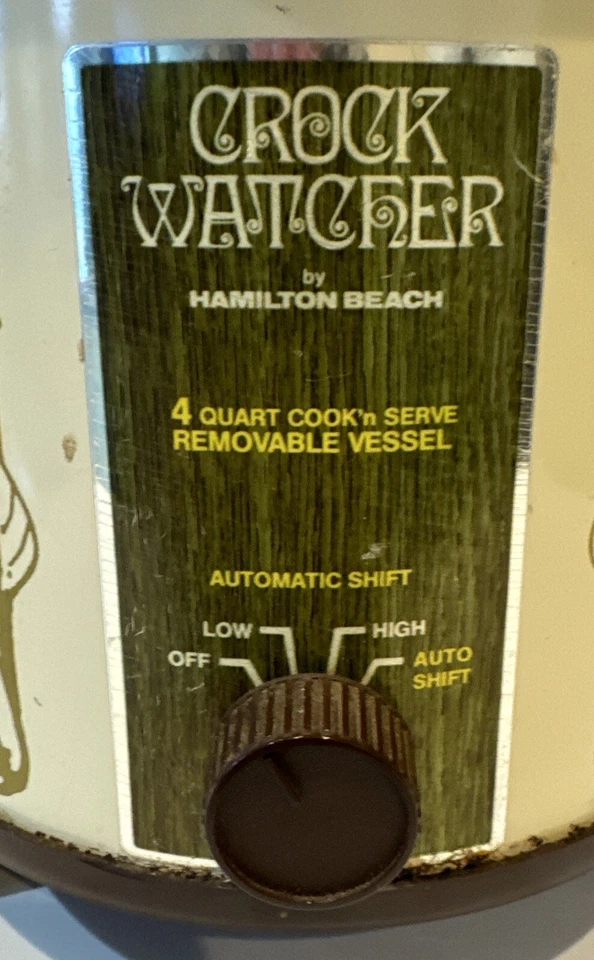 CROCK
WATCHER
by
HAMILTON BEACH
4 QUART COOK'n SERVE
REMOVABLE VESSEL
AUTOMATIC SHIFT
LOW HIGH
OFF AUTO
SHIFT